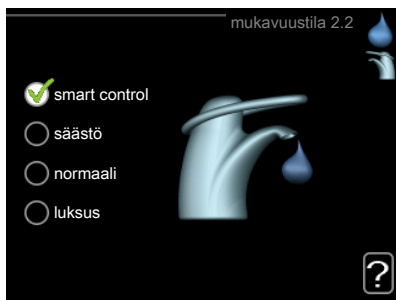 mukavuustila 2.2
smart control
säästö
normaali
luksus
?